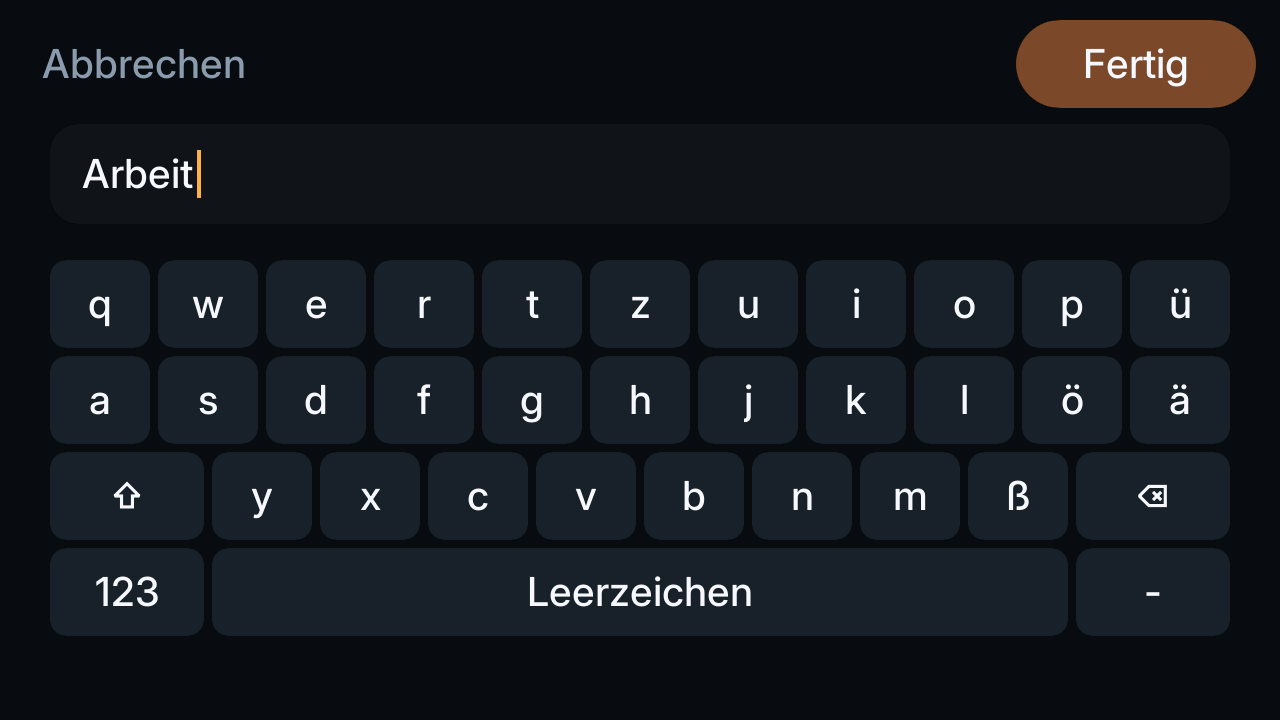 Abbrechen Fertig
Arbeit
q w e r t z u i o p ü
a s d f g h j k l ö ä
y x c v b n m ß
123 Leerzeichen -